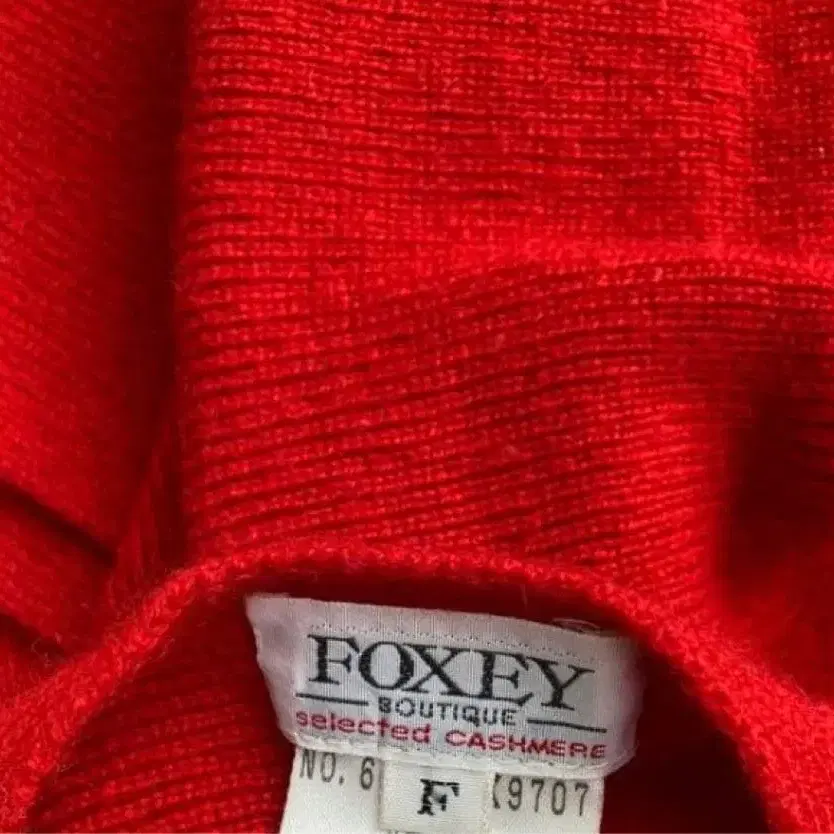 FOXEY
BOUTIQUE
selected CASHMERE
NO. 6 F 9707